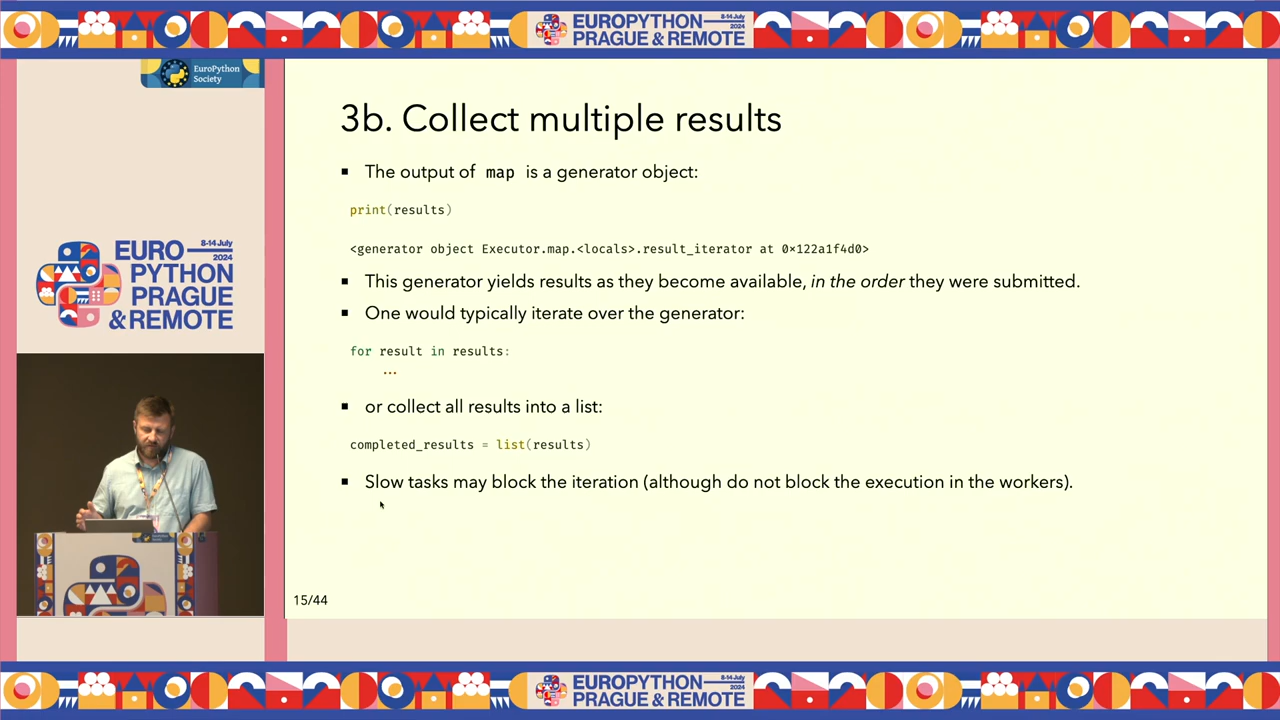 EUROPYTHON
8-14 July
2024
PRAGUE & REMOTE
EuroPython
Society
EURO
8-14 July
2024
PYTHON
PRAGUE
& REMOTE
3b. Collect multiple results
▪ The output of map is a generator object:
print(results)
<generator object Executor.map.<locals>.result_iterator at 0×122a1f4d0>
▪ This generator yields results as they become available, in the order they were submitted.
▪ One would typically iterate over the generator:
for result in results:
...
▪ or collect all results into a list:
completed_results = list(results)
▪ Slow tasks may block the iteration (although do not block the execution in the workers).
15/44
EUROPYTHON
8-14 July
2024
PRAGUE & REMOTE